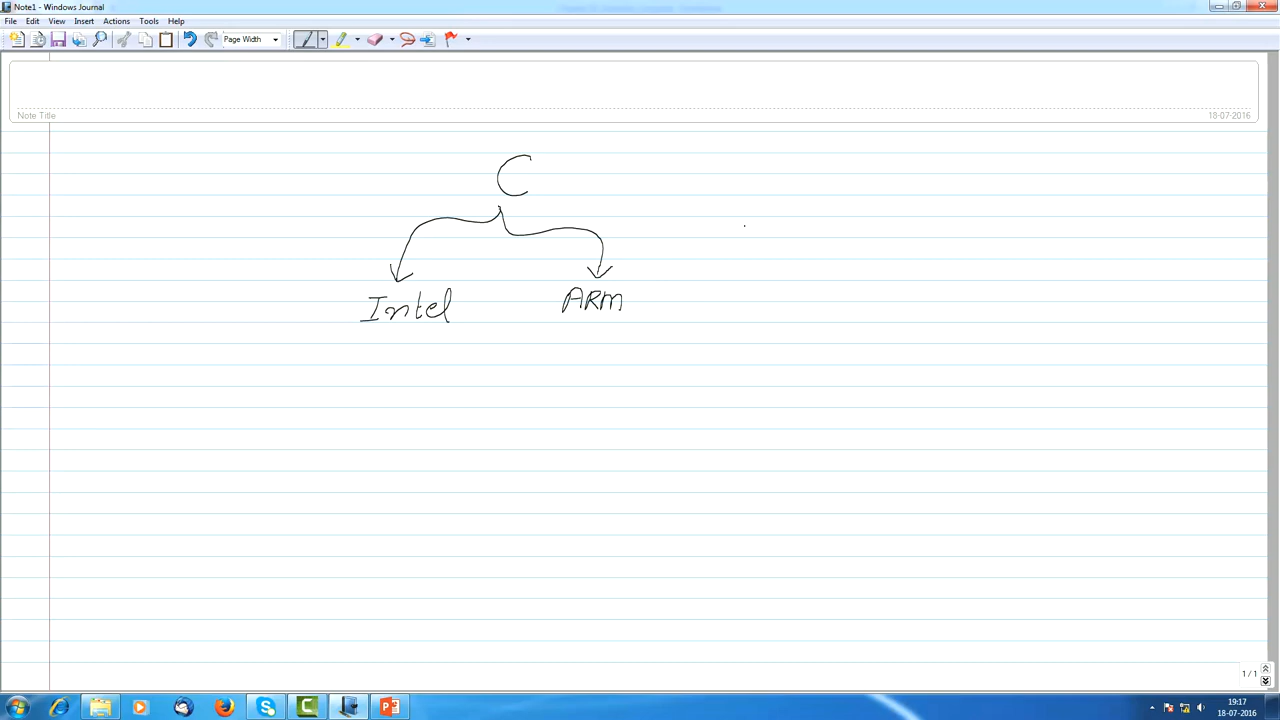 Note1 - Windows Journal
File Edit View Insert Actions Tools Help
Page Width
Note Title
18-07-2016
C
Intel ARM
1/1
19:17
18-07-2016